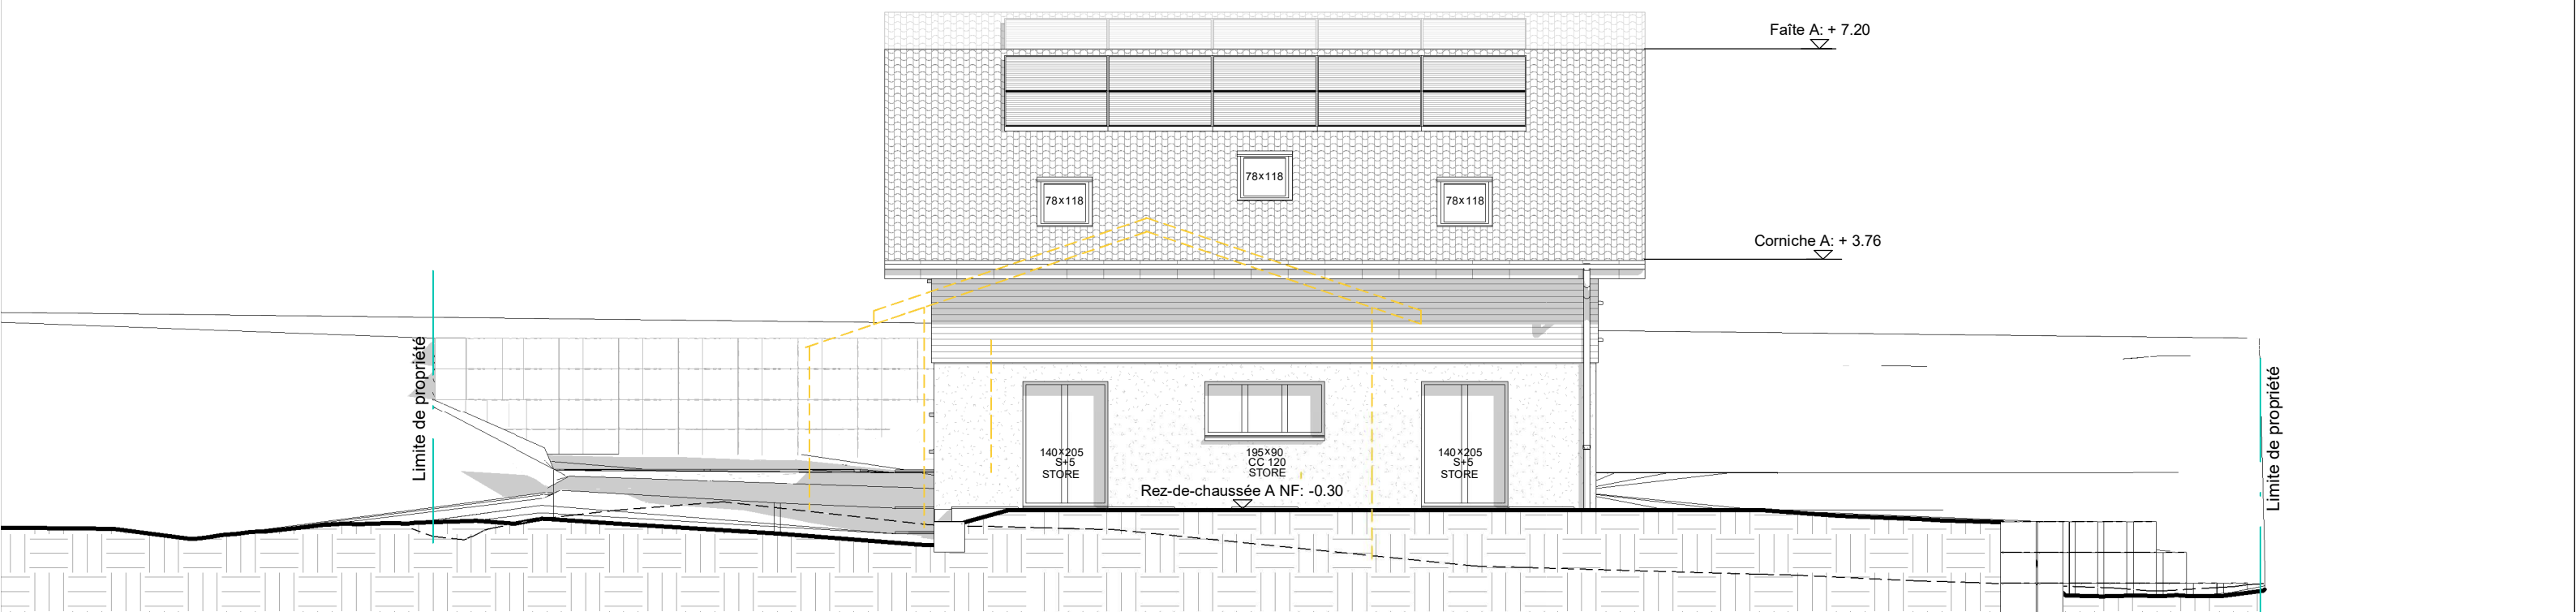 Faîte A: + 7.20
78x118
78x118
78x118
Corniche A: + 3.76
Limite de propriété
Limite de propriété
140x205
S+5
STORE
195x90
CC 120
STORE
140x205
S+5
STORE
Rez-de-chaussée A NF: -0.30